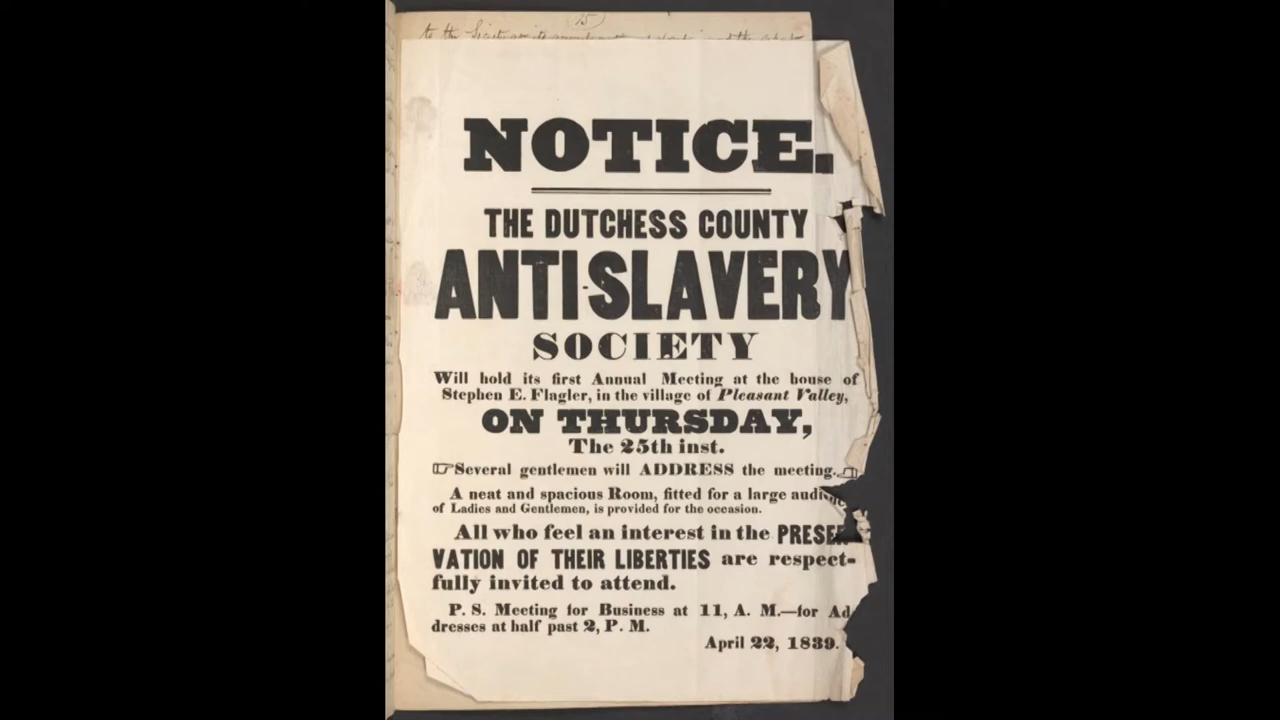 15
to the
NOTICE.
THE DUTCHESS COUNTY
ANTI-SLAVERY
SOCIETY
Will hold its first Annual Meeting at the house of
Stephen E. Flagler, in the village of Pleasant Valley,
ON THURSDAY,
The 25th inst.
☞Several gentlemen will ADDRESS the meeting.☜
A neat and spacious Room, fitted for a large
of Ladies and Gentlemen, is provided for the occasion.
All who feel an interest in the PRESER-
VATION OF THEIR LIBERTIES are respect-
fully invited to attend.
P. S. Meeting for Business at 11, A. M.—for Ad-
dresses at half past 2, P. M.
April 22, 1839.